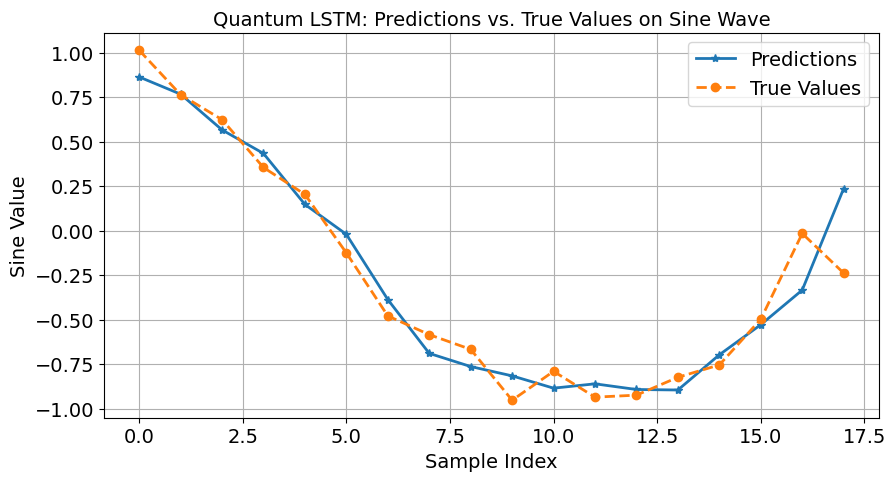 Quantum LSTM: Predictions vs. True Values on Sine Wave
Predictions
True Values
Sine Value
1.00
0.75
0.50
0.25
0.00
−0.25
−0.50
−0.75
−1.00
0.0 2.5 5.0 7.5 10.0 12.5 15.0 17.5
Sample Index